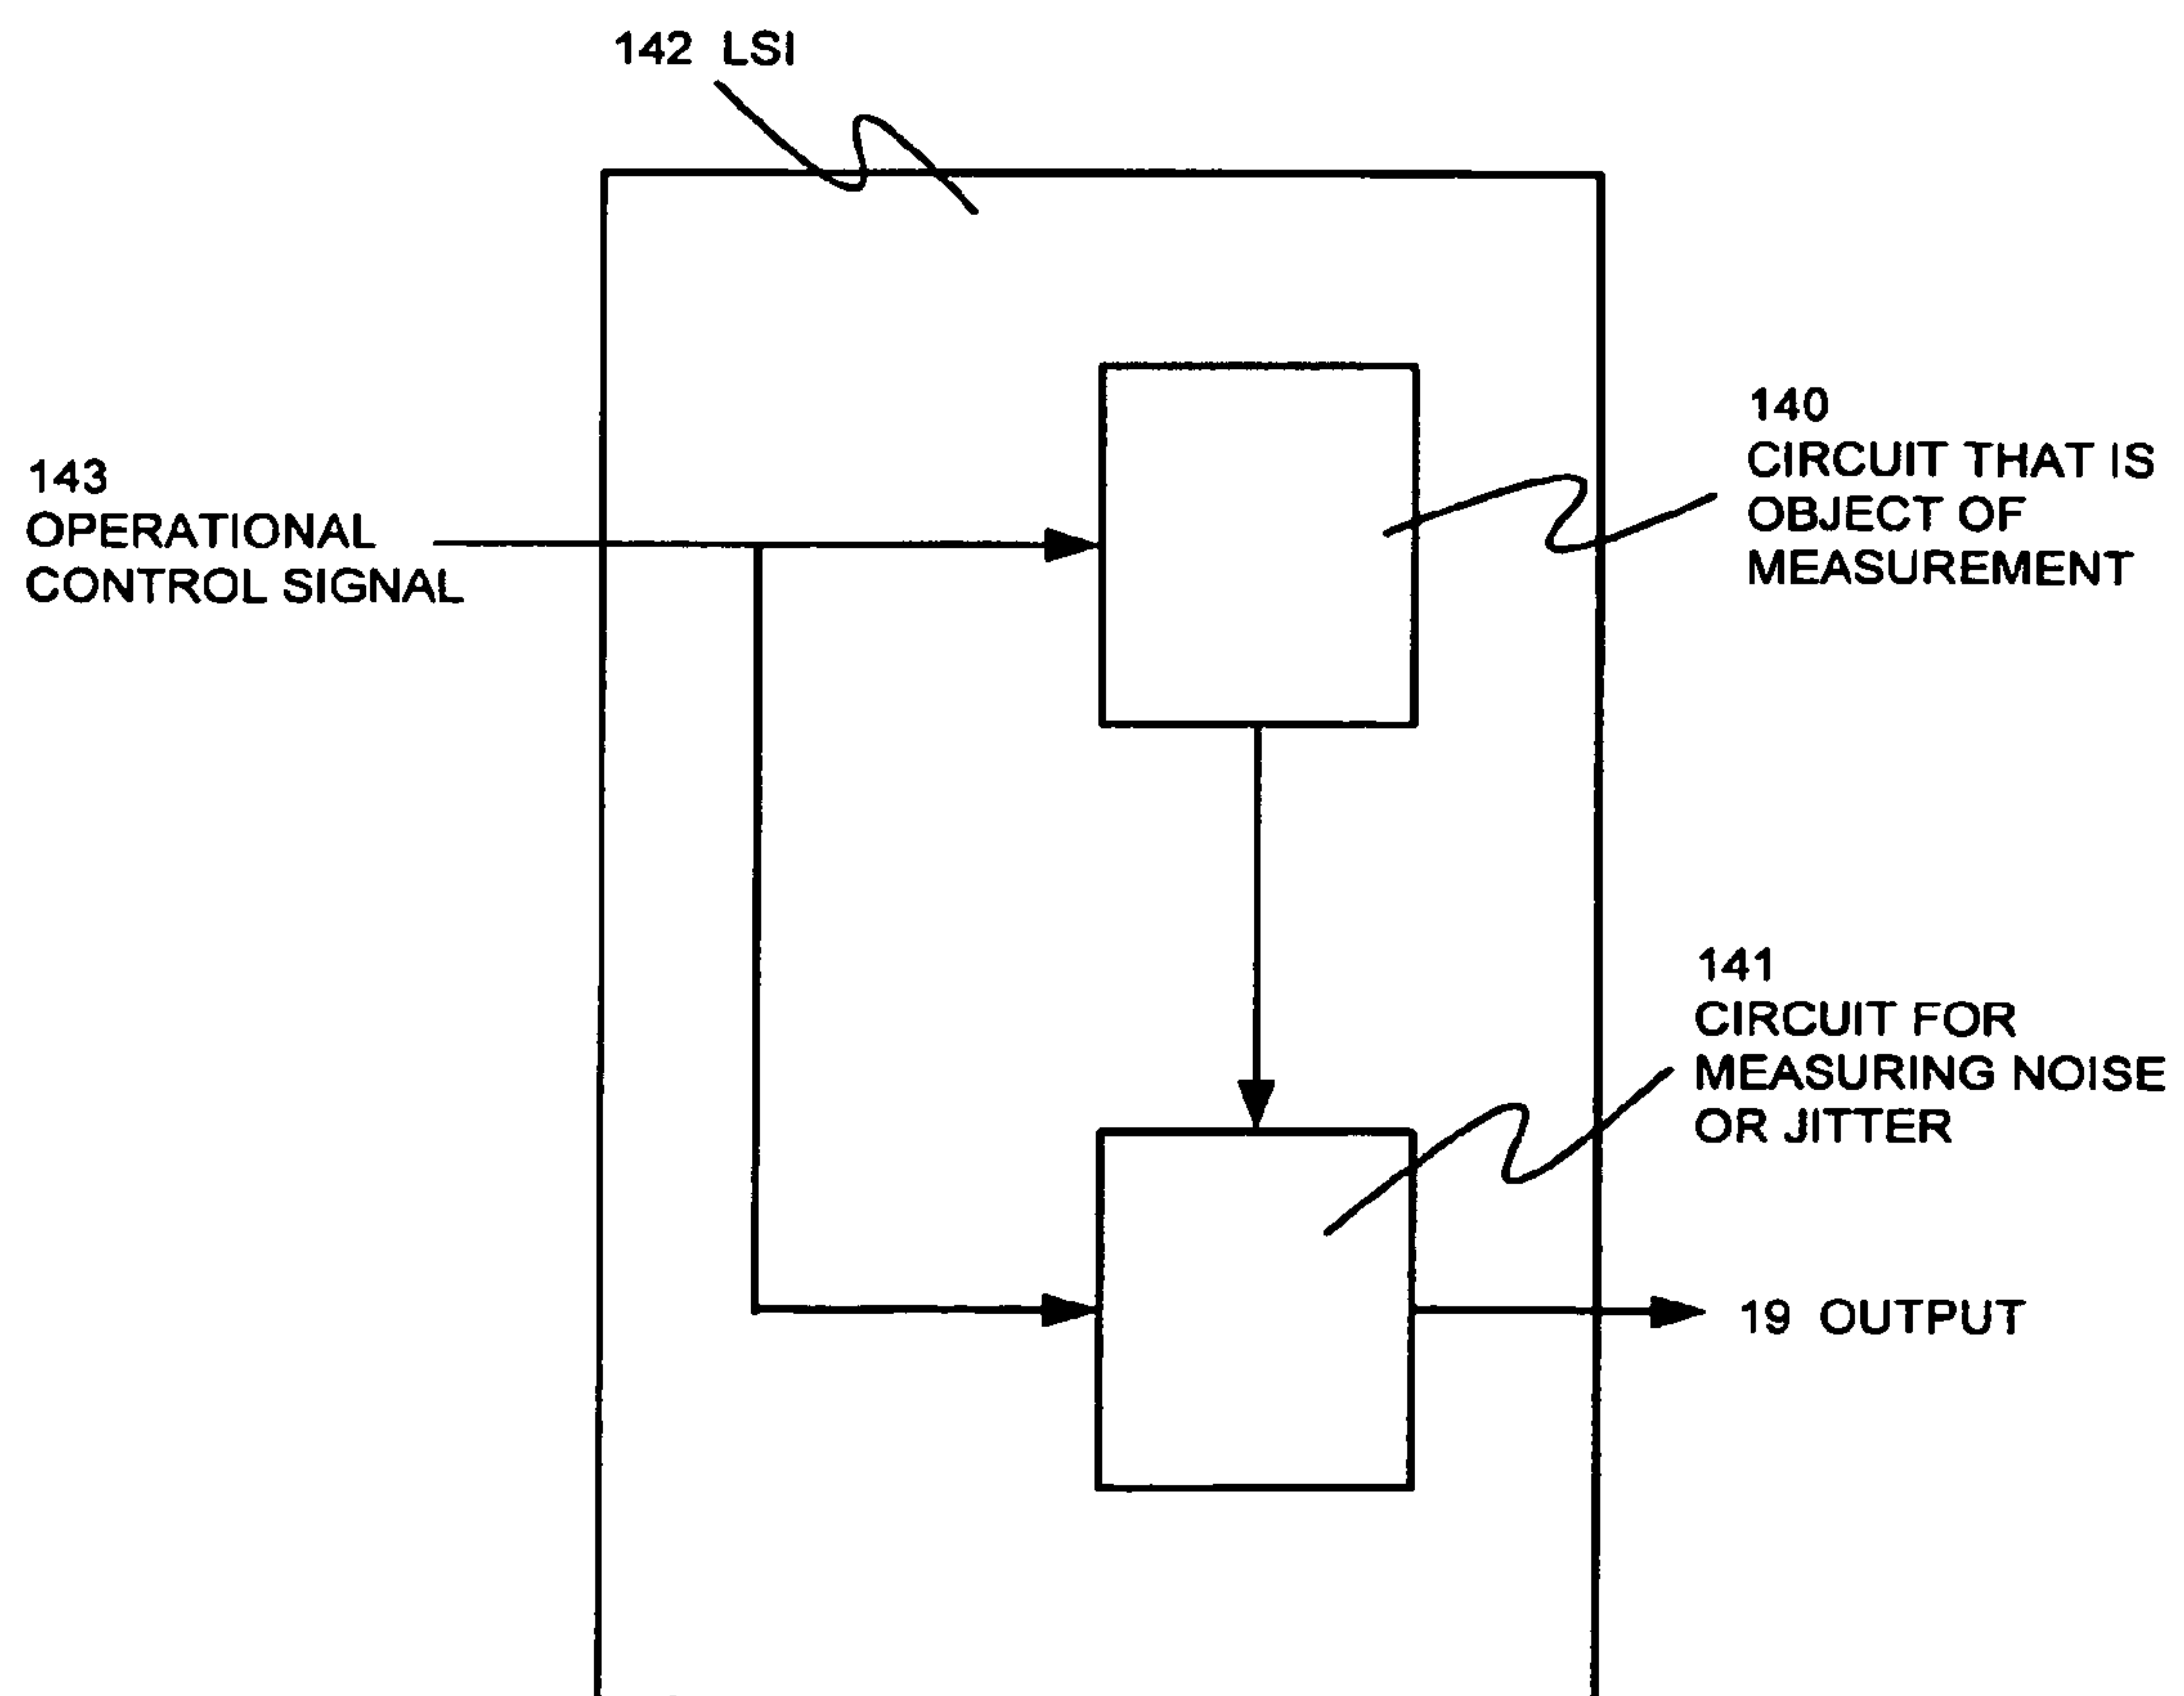 142 LSI
140
CIRCUIT THAT IS
OBJECT OF
MEASUREMENT
143
OPERATIONAL
CONTROL SIGNAL
141
CIRCUIT FOR
MEASURING NOISE
OR JITTER
19 OUTPUT